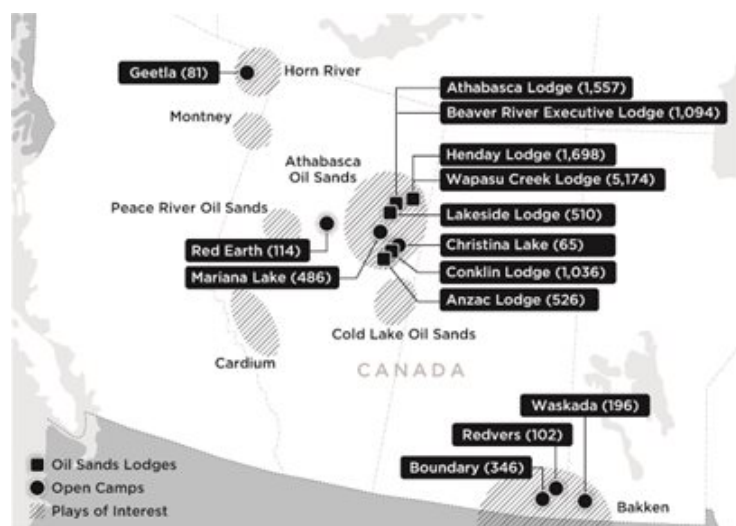 Geetla (81)
Horn River
Athabasca Lodge (1,557)
Beaver River Executive Lodge (1,094)
Montney
Henday Lodge (1,698)
Athabasca
Oil Sands
Wapasu Creek Lodge (5,174)
Peace River Oil Sands
Lakeside Lodge (510)
Red Earth (114)
Christina Lake (65)
Mariana Lake (486)
Conklin Lodge (1,036)
Anzac Lodge (526)
Cold Lake Oil Sands
Cardium
CANADA
Waskada (196)
Redvers (102)
Boundary (346)
Bakken
Oil Sands Lodges
Open Camps
Plays of Interest